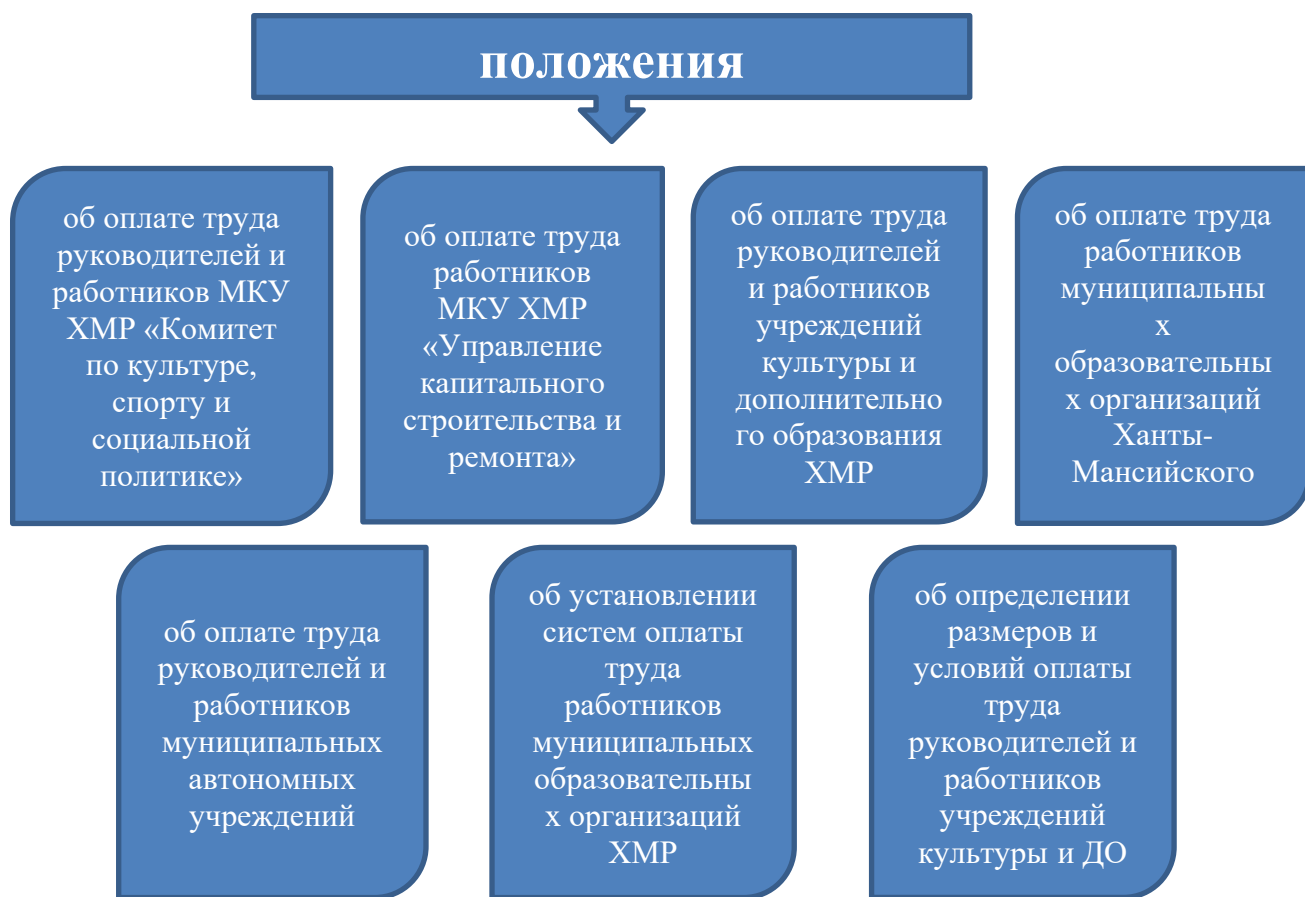 положения
об оплате труда
руководителей и
работников МКУ
ХМР «Комитет
по культуре,
спорту и
социальной
политике»
об оплате труда
работников
МКУ ХМР
«Управление
капитального
строительства и
ремонта»
об оплате труда
руководителей
и работников
учреждений
культуры и
дополнительно
го образования
ХМР
об оплате труда
работников
муниципальны
х
образовательны
х организаций
Ханты-
Мансийского
об оплате труда
руководителей и
работников
муниципальных
автономных
учреждений
об установлении
систем оплаты
труда
работников
муниципальных
образовательны
х организаций
ХМР
об определении
размеров и
условий оплаты
труда
руководителей и
работников
учреждений
культуры и ДО